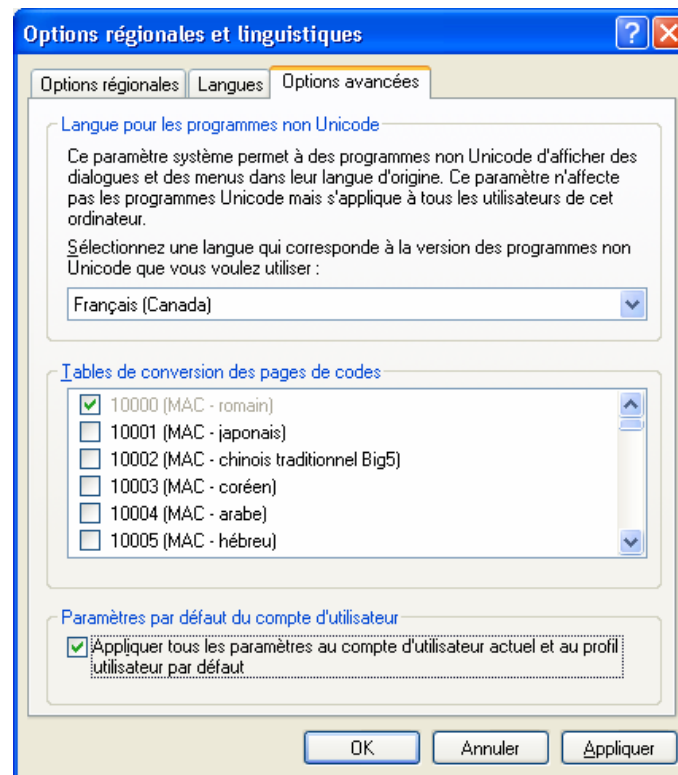 Options régionales et linguistiques
Options régionales Langues Options avancées
Langue pour les programmes non Unicode
Ce paramètre système permet à des programmes non Unicode d'afficher des
dialogues et des menus dans leur langue d'origine. Ce paramètre n'affecte
pas les programmes Unicode mais s'applique à tous les utilisateurs de cet
ordinateur.
Sélectionnez une langue qui corresponde à la version des programmes non
Unicode que vous voulez utiliser :
Français (Canada)
Tables de conversion des pages de codes
10000 (MAC - romain)
10001 (MAC - japonais)
10002 (MAC - chinois traditionnel Big5)
10003 (MAC - coréen)
10004 (MAC - arabe)
10005 (MAC - hébreu)
Paramètres par défaut du compte d'utilisateur
Appliquer tous les paramètres au compte d'utilisateur actuel et au profil
utilisateur par défaut
OK Annuler Appliquer